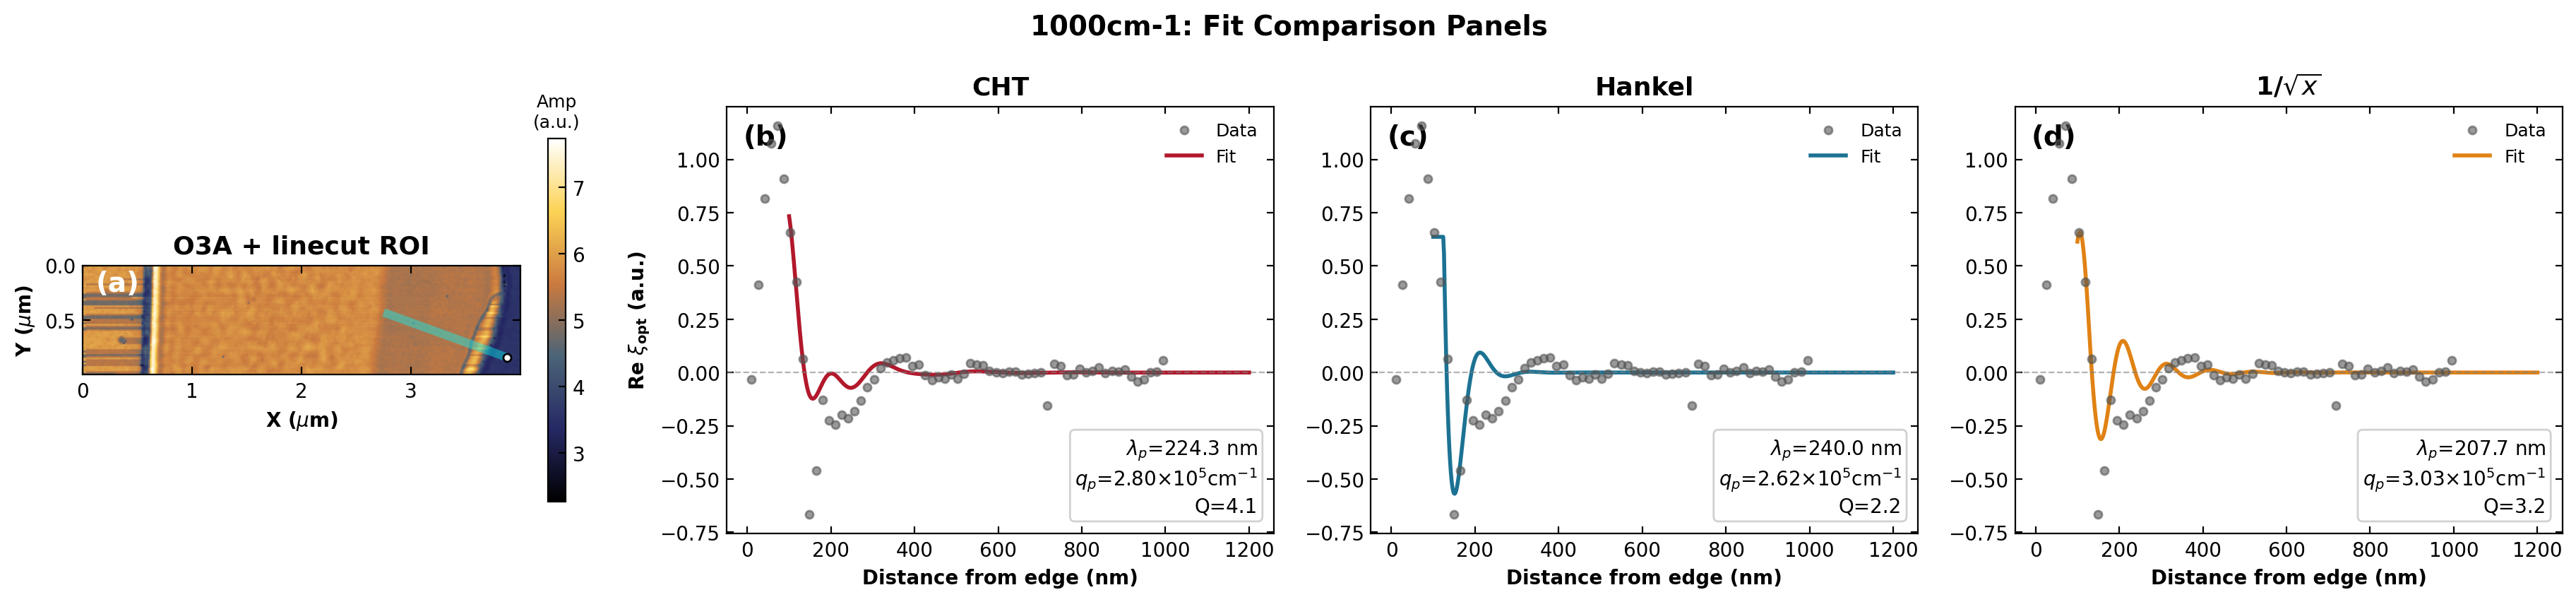 1000cm-1: Fit Comparison Panels
O3A + linecut ROI
(a)
0.0
0.5
Y (μm)
0
1
2
3
X (μm)
Amp
(a.u.)
7
6
5
4
3
CHT
(b)
Data
Fit
1.00
0.75
0.50
0.25
0.00
−0.25
−0.50
−0.75
Re ξopt (a.u.)
λp=224.3 nm
qp=2.80×10⁵cm⁻¹
Q=4.1
0 200 400 600 800 1000 1200
Distance from edge (nm)
Hankel
(c)
Data
Fit
1.00
0.75
0.50
0.25
0.00
−0.25
−0.50
−0.75
λp=240.0 nm
qp=2.62×10⁵cm⁻¹
Q=2.2
0 200 400 600 800 1000 1200
Distance from edge (nm)
1/√x
(d)
Data
Fit
1.00
0.75
0.50
0.25
0.00
−0.25
−0.50
−0.75
λp=207.7 nm
qp=3.03×10⁵cm⁻¹
Q=3.2
0 200 400 600 800 1000 1200
Distance from edge (nm)